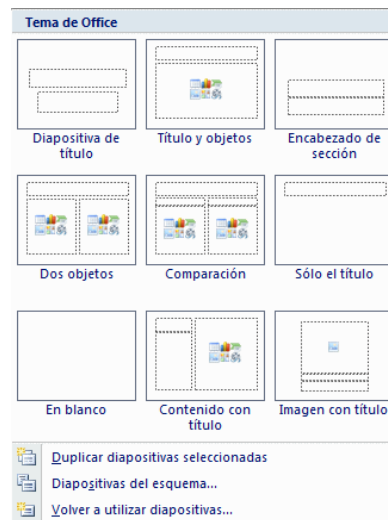 Tema de Office
Diapositiva de
título
Título y objetos
Encabezado de
sección
Dos objetos
Comparación
Sólo el título
En blanco
Contenido con
título
Imagen con título
Duplicar diapositivas seleccionadas
Diapositivas del esquema...
Volver a utilizar diapositivas...